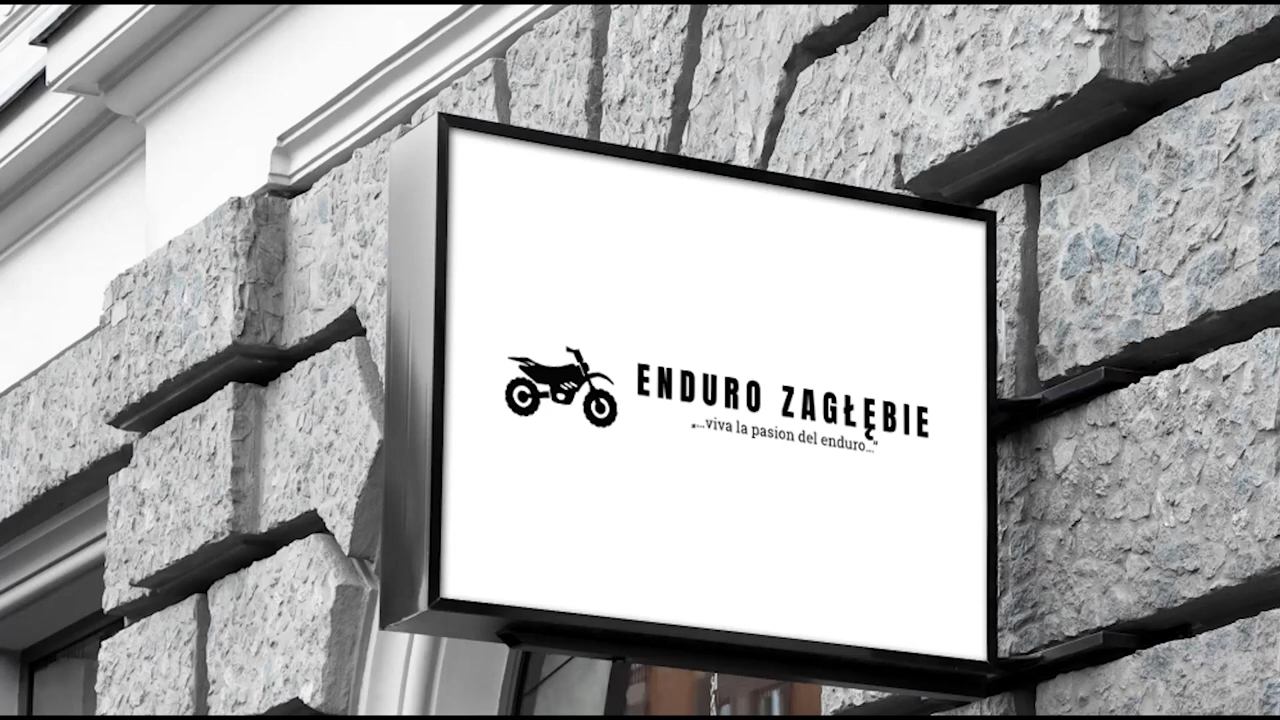 ENDURO ZAGŁĘBIE
„...viva la pasion del enduro...”